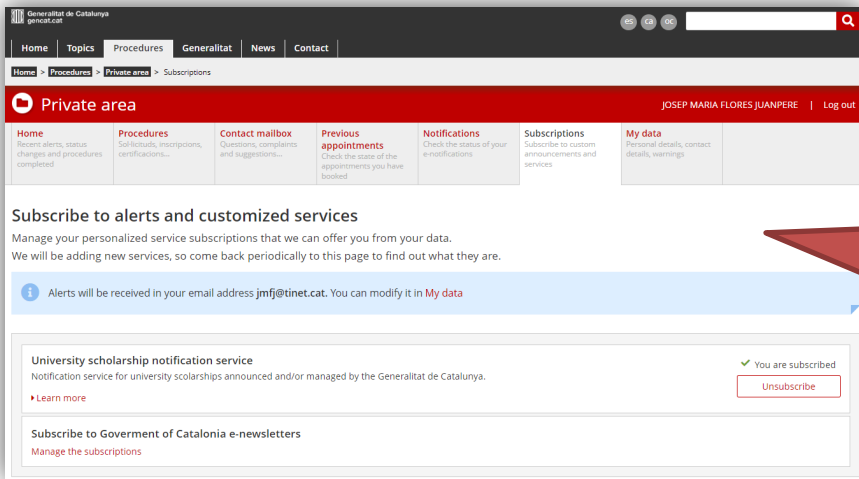 Generalitat de Catalunya
gencat.cat
es ca oc
Home Topics Procedures Generalitat News Contact
Home > Procedures > Private area > Subscriptions
Private area
JOSEP MARIA FLORES JUANPERE | Log out
Home
Recent alerts, status
changes and procedures
completed
Procedures
Sol·licituds, inscripcions,
certificacions...
Contact mailbox
Questions, complaints
and suggestions...
Previous
appointments
Check the state of the
appointments you have
booked
Notifications
Check the status of your
e-notifications
Subscriptions
Subscribe to custom
announcements and
services
My data
Personal details, contact
details, warnings
Subscribe to alerts and customized services
Manage your personalized service subscriptions that we can offer you from your data.
We will be adding new services, so come back periodically to this page to find out what they are.
i Alerts will be received in your email address jmfj@tinet.cat. You can modify it in My data
University scholarship notification service
Notification service for university scolarships announced and/or managed by the Generalitat de Catalunya.
Learn more
You are subscribed
Unsubscribe
Subscribe to Goverment of Catalonia e-newsletters
Manage the subscriptions